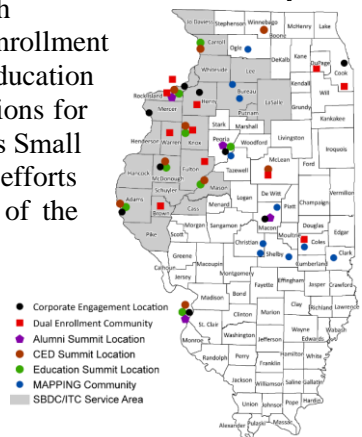 h
nrollment
ducation
ions for
s Small
efforts
of the
Jo Daviess
Stephenson
Winnebago
Boone
McHenry
Lake
Carroll
Ogle
DeKalb
Kane
DuPage
Cook
Whiteside
Lee
Kendall
Will
Rock Island
Henry
Bureau
LaSalle
Grundy
Mercer
Putnam
Kankakee
Stark
Marshall
Henderson
Warren
Knox
Peoria
Woodford
Livingston
Iroquois
Fulton
Tazewell
McLean
Ford
Hancock
McDonough
Mason
Schuyler
Logan
De Witt
Vermilion
Adams
Brown
Cass
Menard
Piatt
Champaign
Macon
Morgan
Sangamon
Douglas
Edgar
Pike
Scott
Christian
Moultrie
Coles
Shelby
Cumberland
Clark
Greene
Macoupin
Calhoun
Jersey
Montgomery
Fayette
Effingham
Jasper
Crawford
Madison
Bond
Clay
Richland
Lawrence
Clinton
Marion
St. Clair
Wayne
Monroe
Washington
Jefferson
Randolph
Perry
Hamilton
White
Franklin
Jackson
Williamson
Saline
Gallatin
Union
Johnson
Pope
Hardin
Alexander
Pulaski
Massac
Corporate Engagement Location
Dual Enrollment Community
Alumni Summit Location
CED Summit Location
Education Summit Location
MAPPING Community
SBDC/ITC Service Area